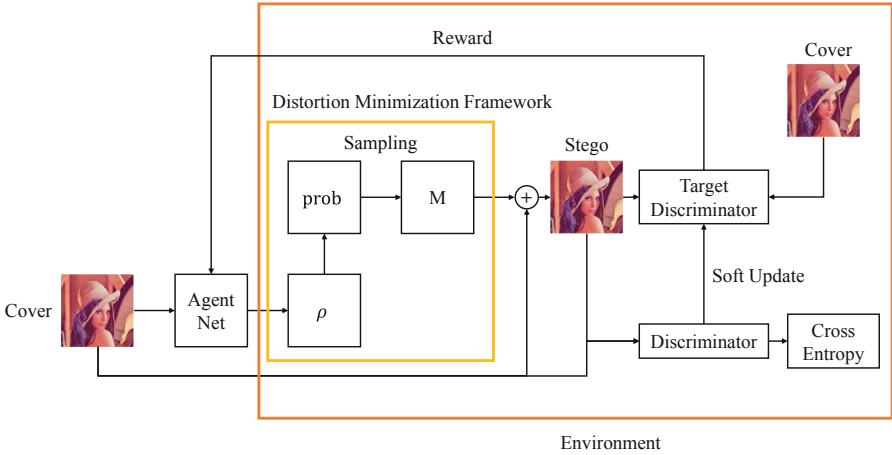 Reward
Cover
Distortion Minimization Framework
Sampling
Stego
prob
M
+
Target
Discriminator
Soft Update
Cover
Agent
Net
ρ
Discriminator
Cross
Entropy
Environment